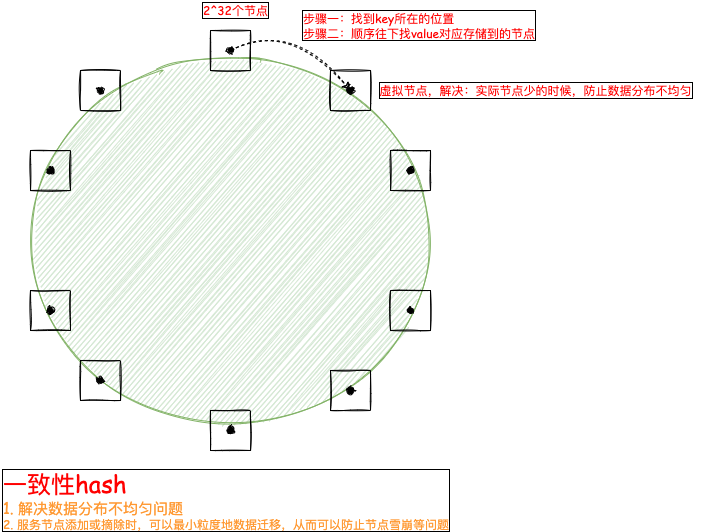 2^32个节点
步骤一：找到key所在的位置
步骤二：顺序往下找value对应存储到的节点
虚拟节点，解决：实际节点少的时候，防止数据分布不均匀
一致性hash
1. 解决数据分布不均匀问题
2. 服务节点添加或摘除时，可以最小粒度地数据迁移，从而可以防止节点雪崩等问题